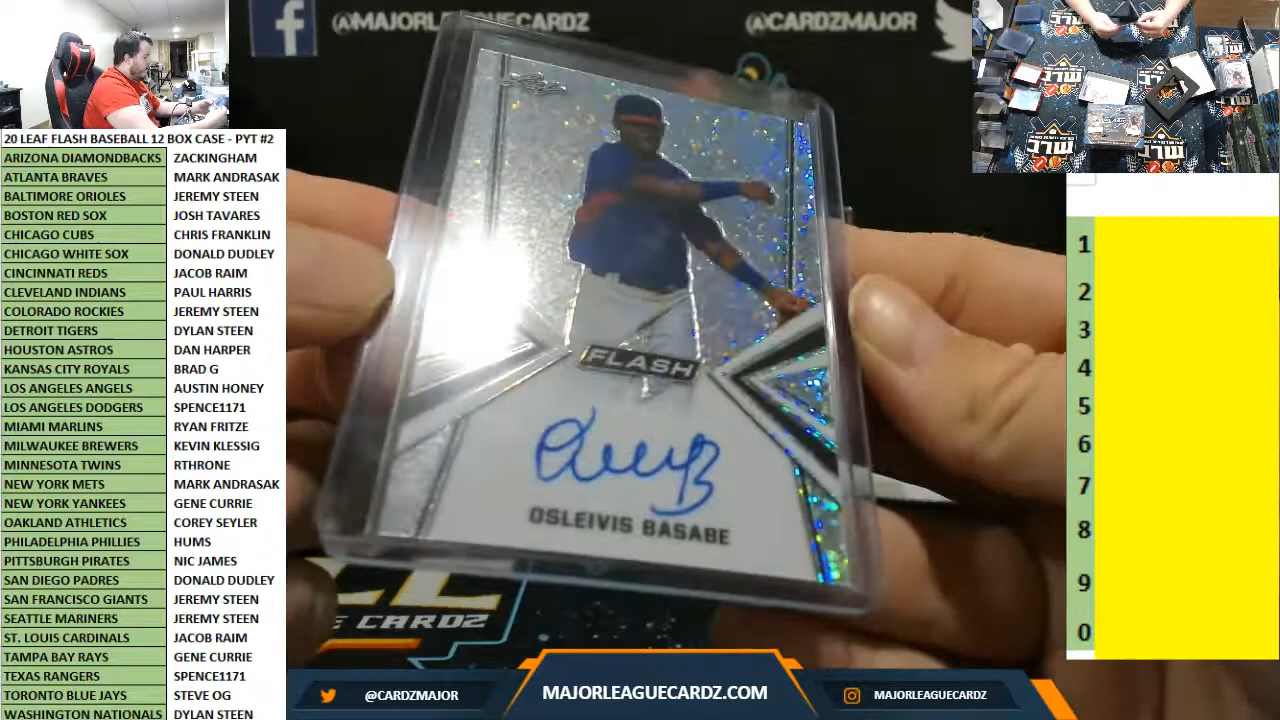 @MAJORLEAGUECARDZ
@CARDZMAJOR
20 LEAF FLASH BASEBALL 12 BOX CASE - PYT #2
ARIZONA DIAMONDBACKS ZACKINGHAM
ATLANTA BRAVES MARK ANDRASAK
BALTIMORE ORIOLES JEREMY STEEN
BOSTON RED SOX JOSH TAVARES
CHICAGO CUBS CHRIS FRANKLIN
CHICAGO WHITE SOX DONALD DUDLEY
CINCINNATI REDS JACOB RAIM
CLEVELAND INDIANS PAUL HARRIS
COLORADO ROCKIES JEREMY STEEN
DETROIT TIGERS DYLAN STEEN
HOUSTON ASTROS DAN HARPER
KANSAS CITY ROYALS BRAD G
LOS ANGELES ANGELS AUSTIN HONEY
LOS ANGELES DODGERS SPENCE1171
MIAMI MARLINS RYAN FRITZE
MILWAUKEE BREWERS KEVIN KLESSIG
MINNESOTA TWINS RTHRONE
NEW YORK METS MARK ANDRASAK
NEW YORK YANKEES GENE CURRIE
OAKLAND ATHLETICS COREY SEYLER
PHILADELPHIA PHILLIES HUMS
PITTSBURGH PIRATES NIC JAMES
SAN DIEGO PADRES DONALD DUDLEY
SAN FRANCISCO GIANTS JEREMY STEEN
SEATTLE MARINERS JEREMY STEEN
ST. LOUIS CARDINALS JACOB RAIM
TAMPA BAY RAYS GENE CURRIE
TEXAS RANGERS SPENCE1171
TORONTO BLUE JAYS STEVE OG
WASHINGTON NATIONALS DYLAN STEEN
Leaf
FLASH
OSLEIVIS BASABE
CARDZ
1
2
3
4
5
6
7
8
9
0
@CARDZMAJOR
MAJORLEAGUECARDZ.COM
MAJORLEAGUECARDZ